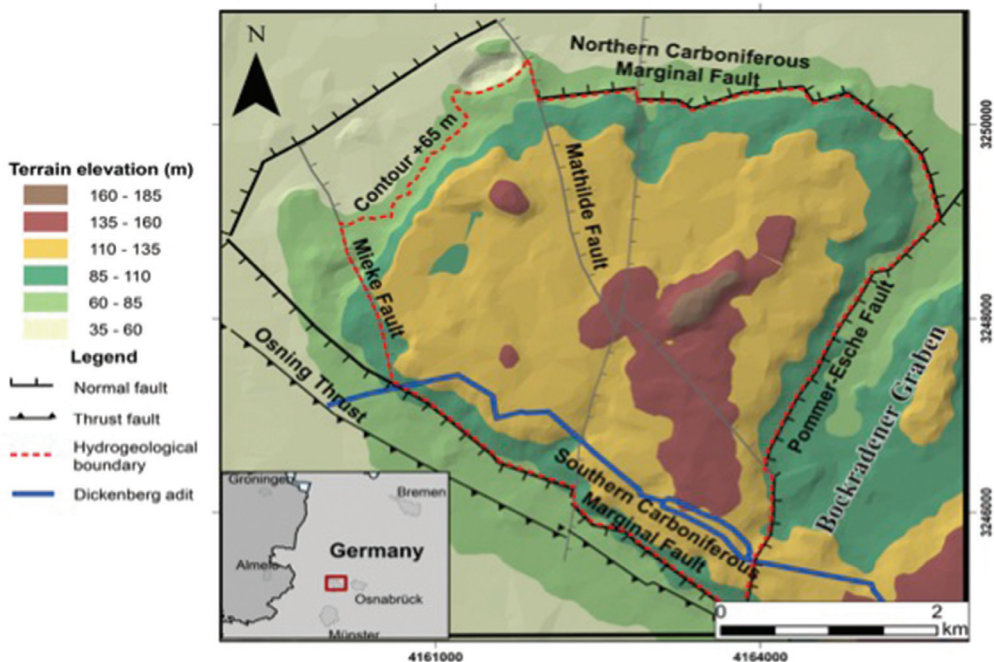 N
Northern Carboniferous
Marginal Fault
Contour +65 m
Mathilde Fault
Mieke Fault
Osning Thrust
Pommer-Esche Fault
Bockradener Graben
Southern Carboniferous
Marginal Fault
3250000
3248000
3246000
4161000
4164000
0 2
km
Terrain elevation (m)
160 - 185
135 - 160
110 - 135
85 - 110
60 - 85
35 - 60
Legend
Normal fault
Thrust fault
Hydrogeological
boundary
Dickenberg adit
Groningen
Bremen
Germany
Almelo
Osnabrück
Münster